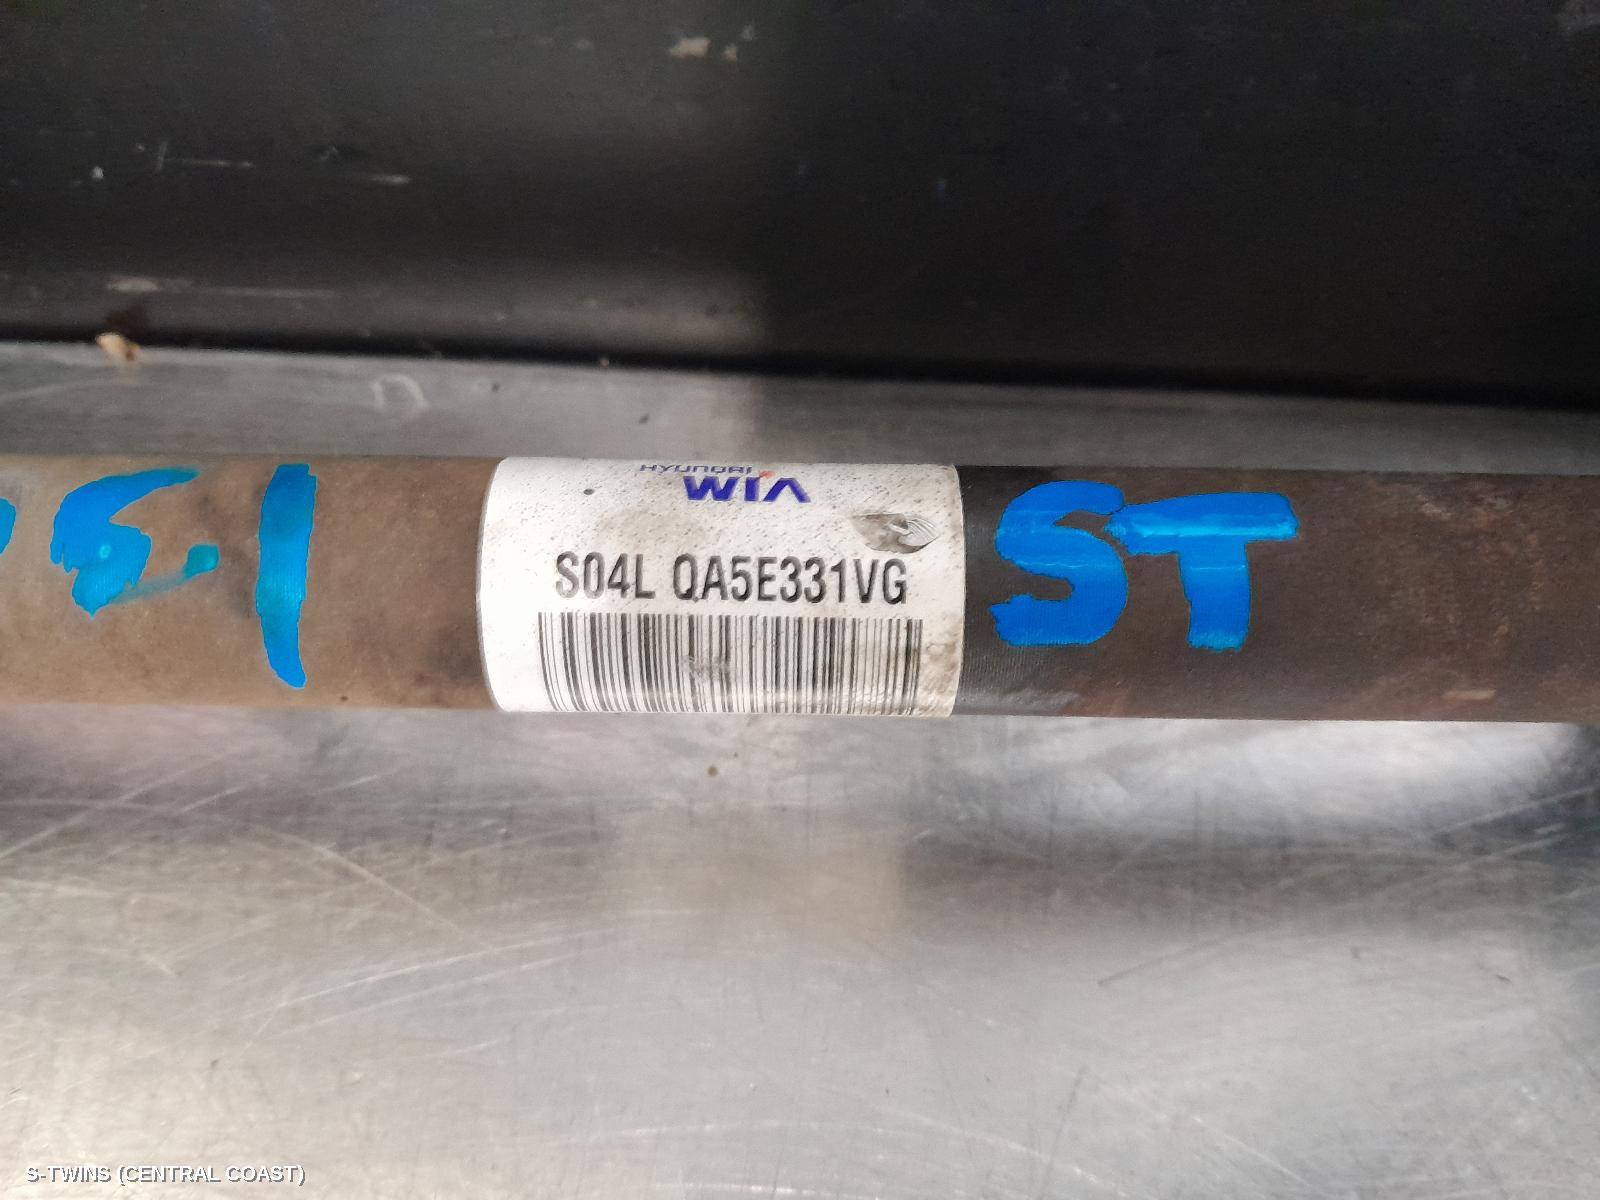 HYUNDAI
WIA
S04L QA5E331VG
ST
S-TWINS (CENTRAL COAST)